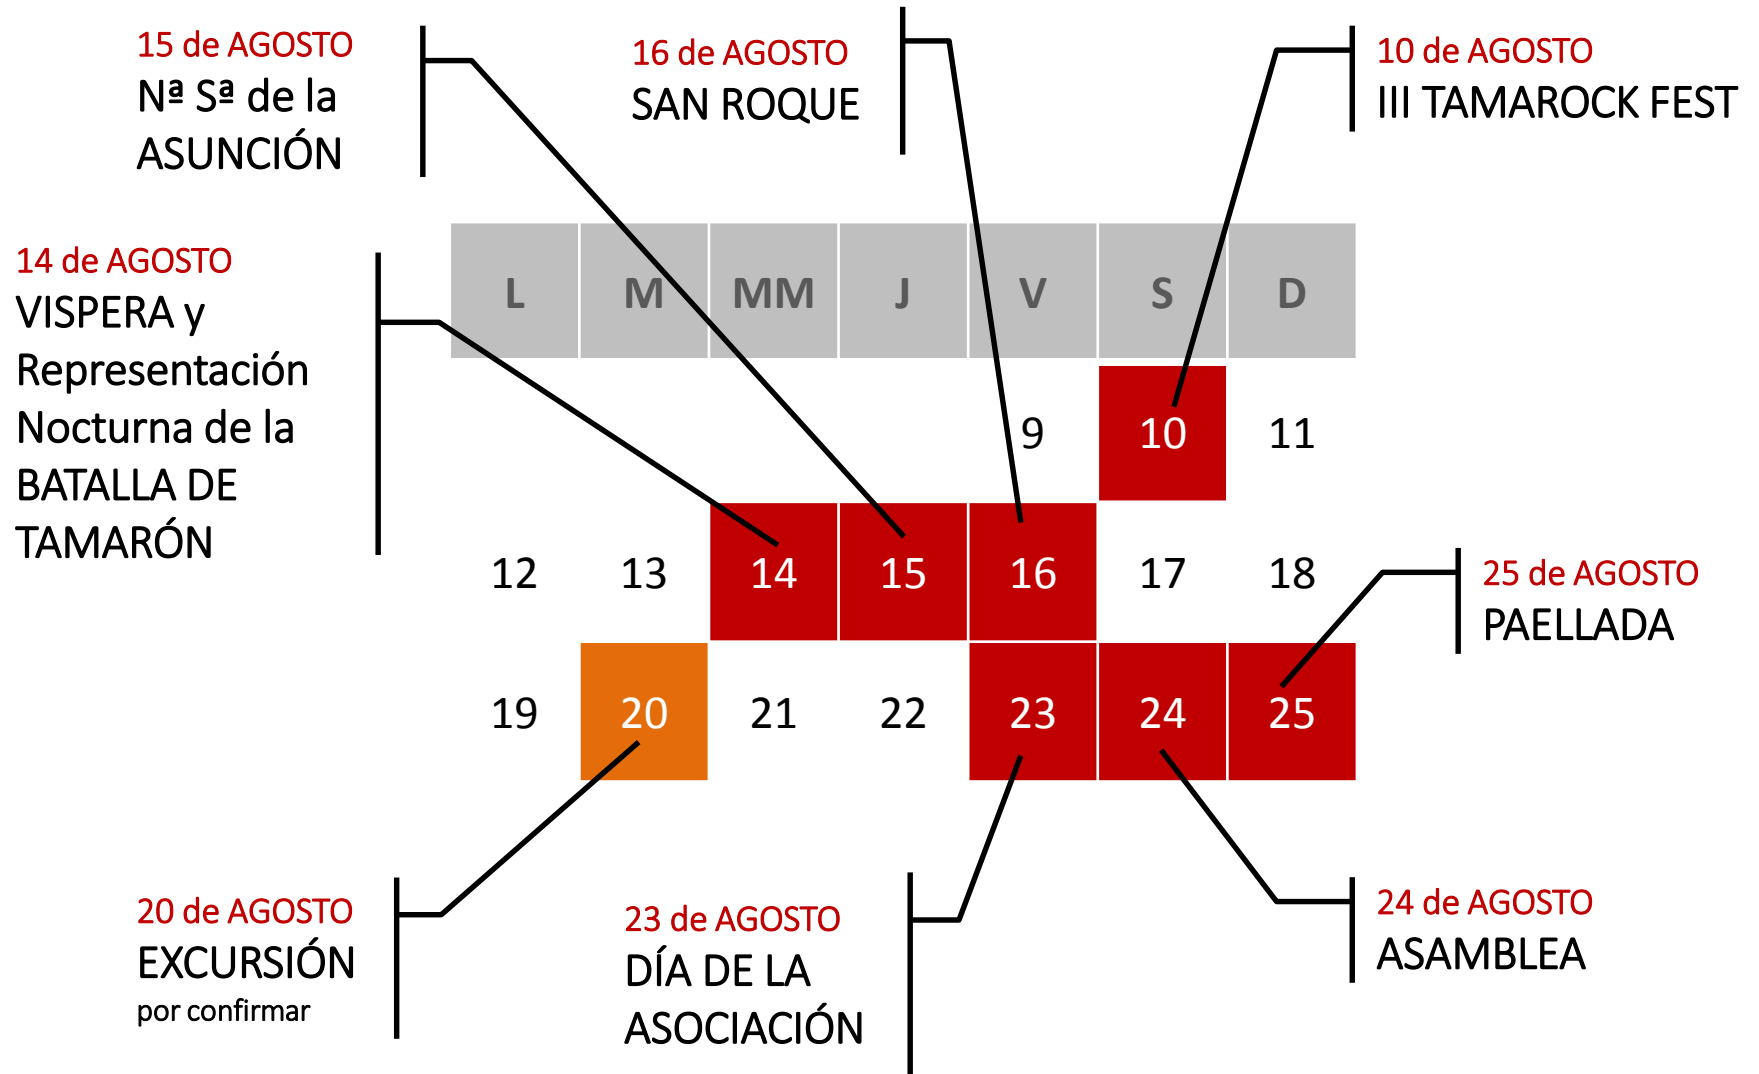 15 de AGOSTO
Nª Sª de la
ASUNCIÓN
16 de AGOSTO
SAN ROQUE
10 de AGOSTO
III TAMAROCK FEST
14 de AGOSTO
VISPERA y
Representación
Nocturna de la
BATALLA DE
TAMARÓN
L M MM J V S D
9 10 11
12 13 14 15 16 17 18
19 20 21 22 23 24 25
25 de AGOSTO
PAELLADA
20 de AGOSTO
EXCURSIÓN
por confirmar
23 de AGOSTO
DÍA DE LA
ASOCIACIÓN
24 de AGOSTO
ASAMBLEA